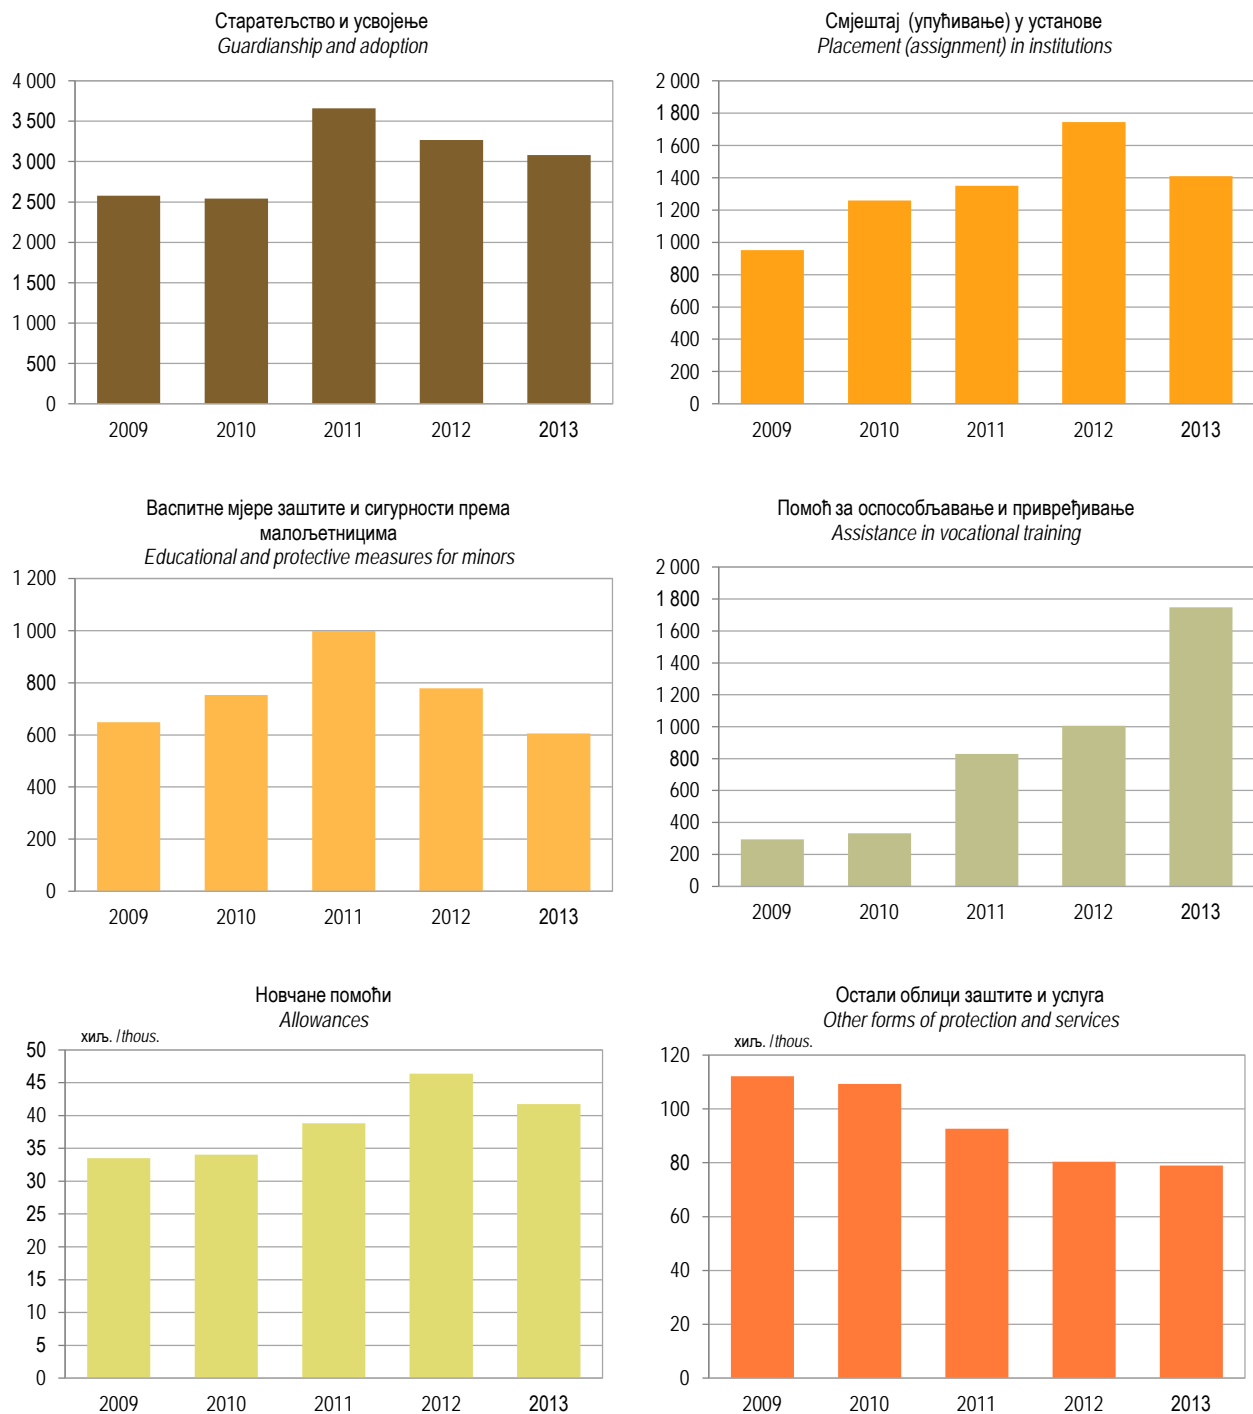 Старатељство и усвојење
Guardianship and adoption
4 000
3 500
3 000
2 500
2 000
1 500
1 000
500
0
2009 2010 2011 2012 2013
Смјештај (упућивање) у установе
Placement (assignment) in institutions
2 000
1 800
1 600
1 400
1 200
1 000
800
600
400
200
0
2009 2010 2011 2012 2013
Васпитне мјере заштите и сигурности према
малољетницима
Educational and protective measures for minors
1 200
1 000
800
600
400
200
0
2009 2010 2011 2012 2013
Помоћ за оспособљавање и привређивање
Assistance in vocational training
2 000
1 800
1 600
1 400
1 200
1 000
800
600
400
200
0
2009 2010 2011 2012 2013
Новчане помоћи
Allowances
хиљ. / thous.
50
45
40
35
30
25
20
15
10
5
0
2009 2010 2011 2012 2013
Остали облици заштите и услуга
Other forms of protection and services
хиљ. / thous.
120
100
80
60
40
20
0
2009 2010 2011 2012 2013